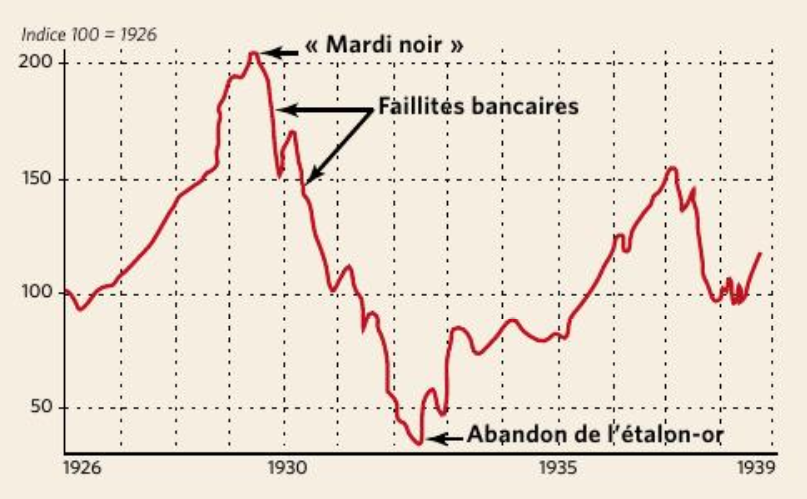 Indice 100 = 1926
200
« Mardi noir »
Faillites bancaires
150
100
50
Abandon de l'étalon-or
1926 1930 1935 1939